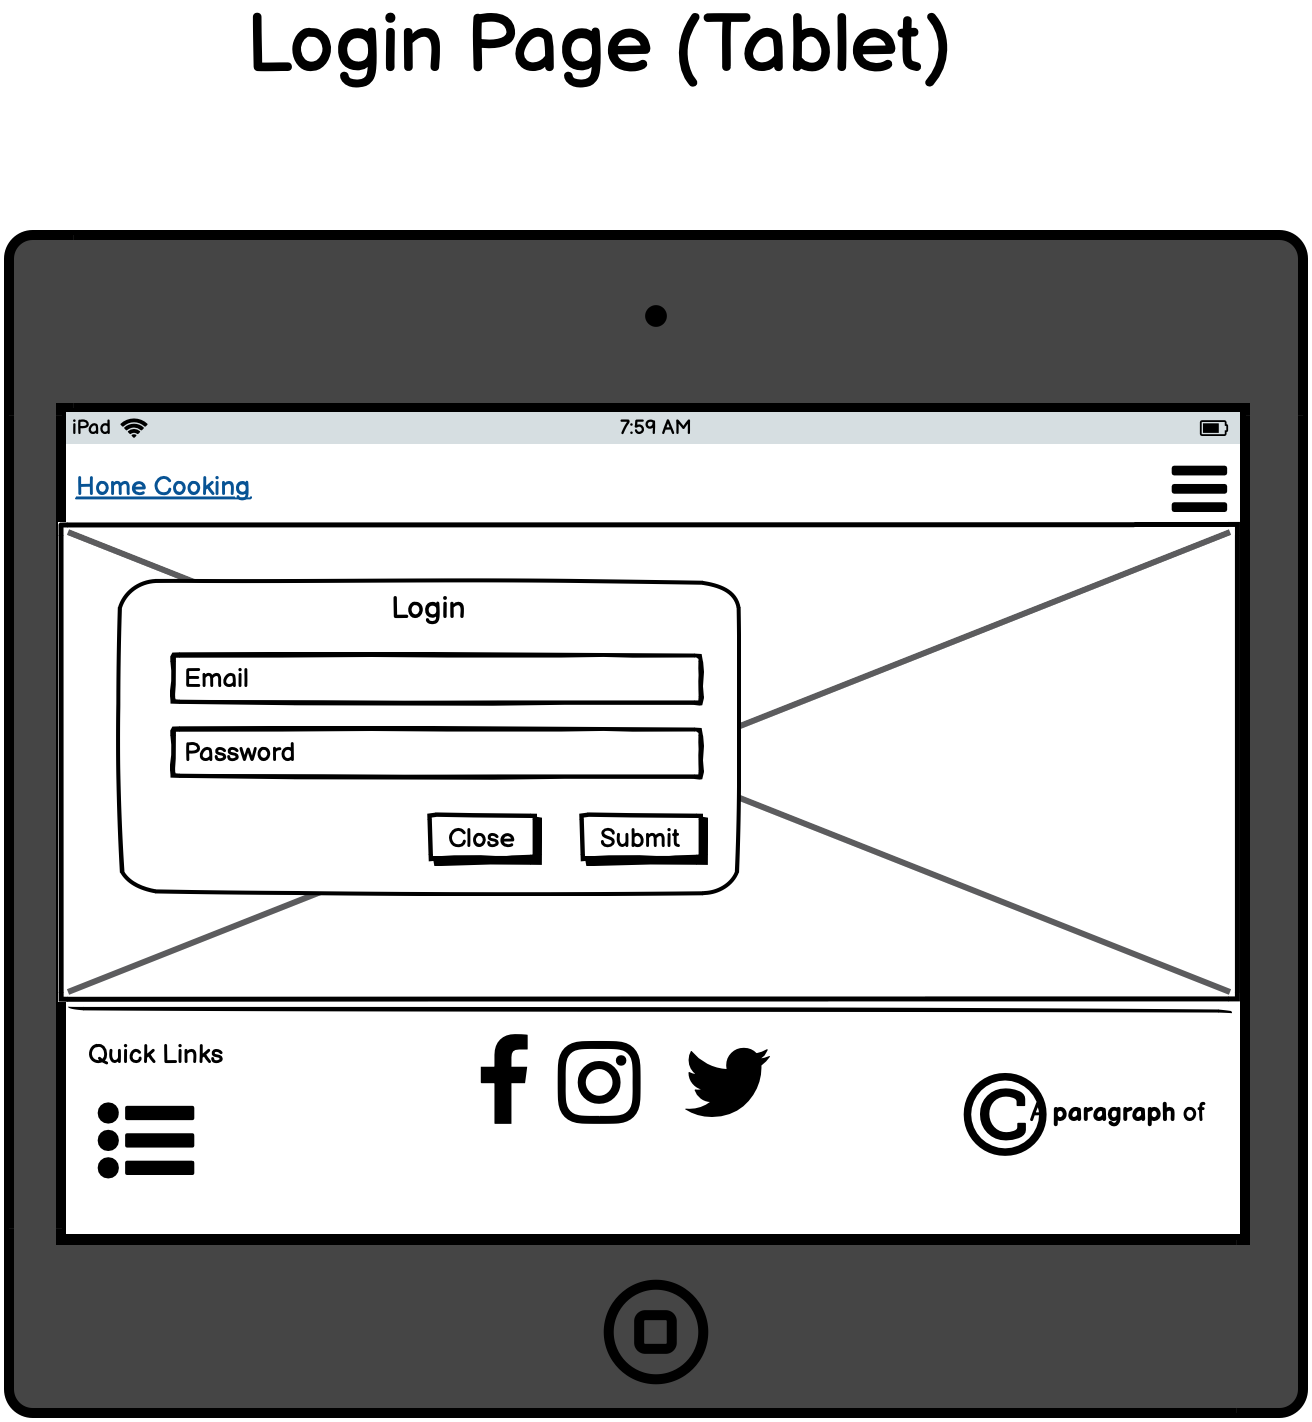 Login Page (Tablet)
iPad 7:59 AM
Home Cooking
Login
Email
Password
Close Submit
Quick Links
© A paragraph of